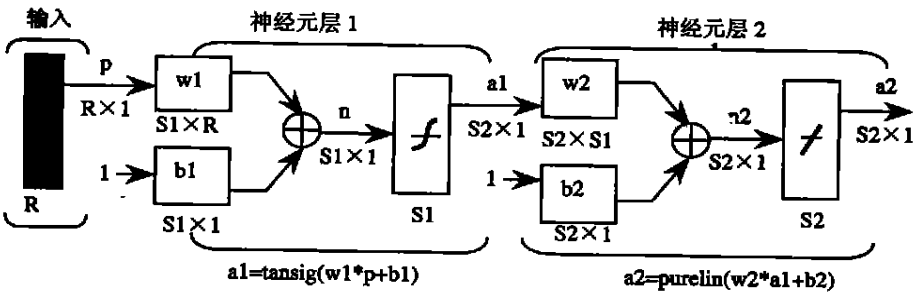 输入
神经元层 1
神经元层 2
p
R×1
w1
S1×R
1
b1
S1×1
R
n
S1×1
S1
a1
S2×1
w2
S2×S1
1
b2
S2×1
n2
S2×1
S2
a2
S2×1
a1=tansig(w1*p+b1)
a2=purelin(w2*a1+b2)